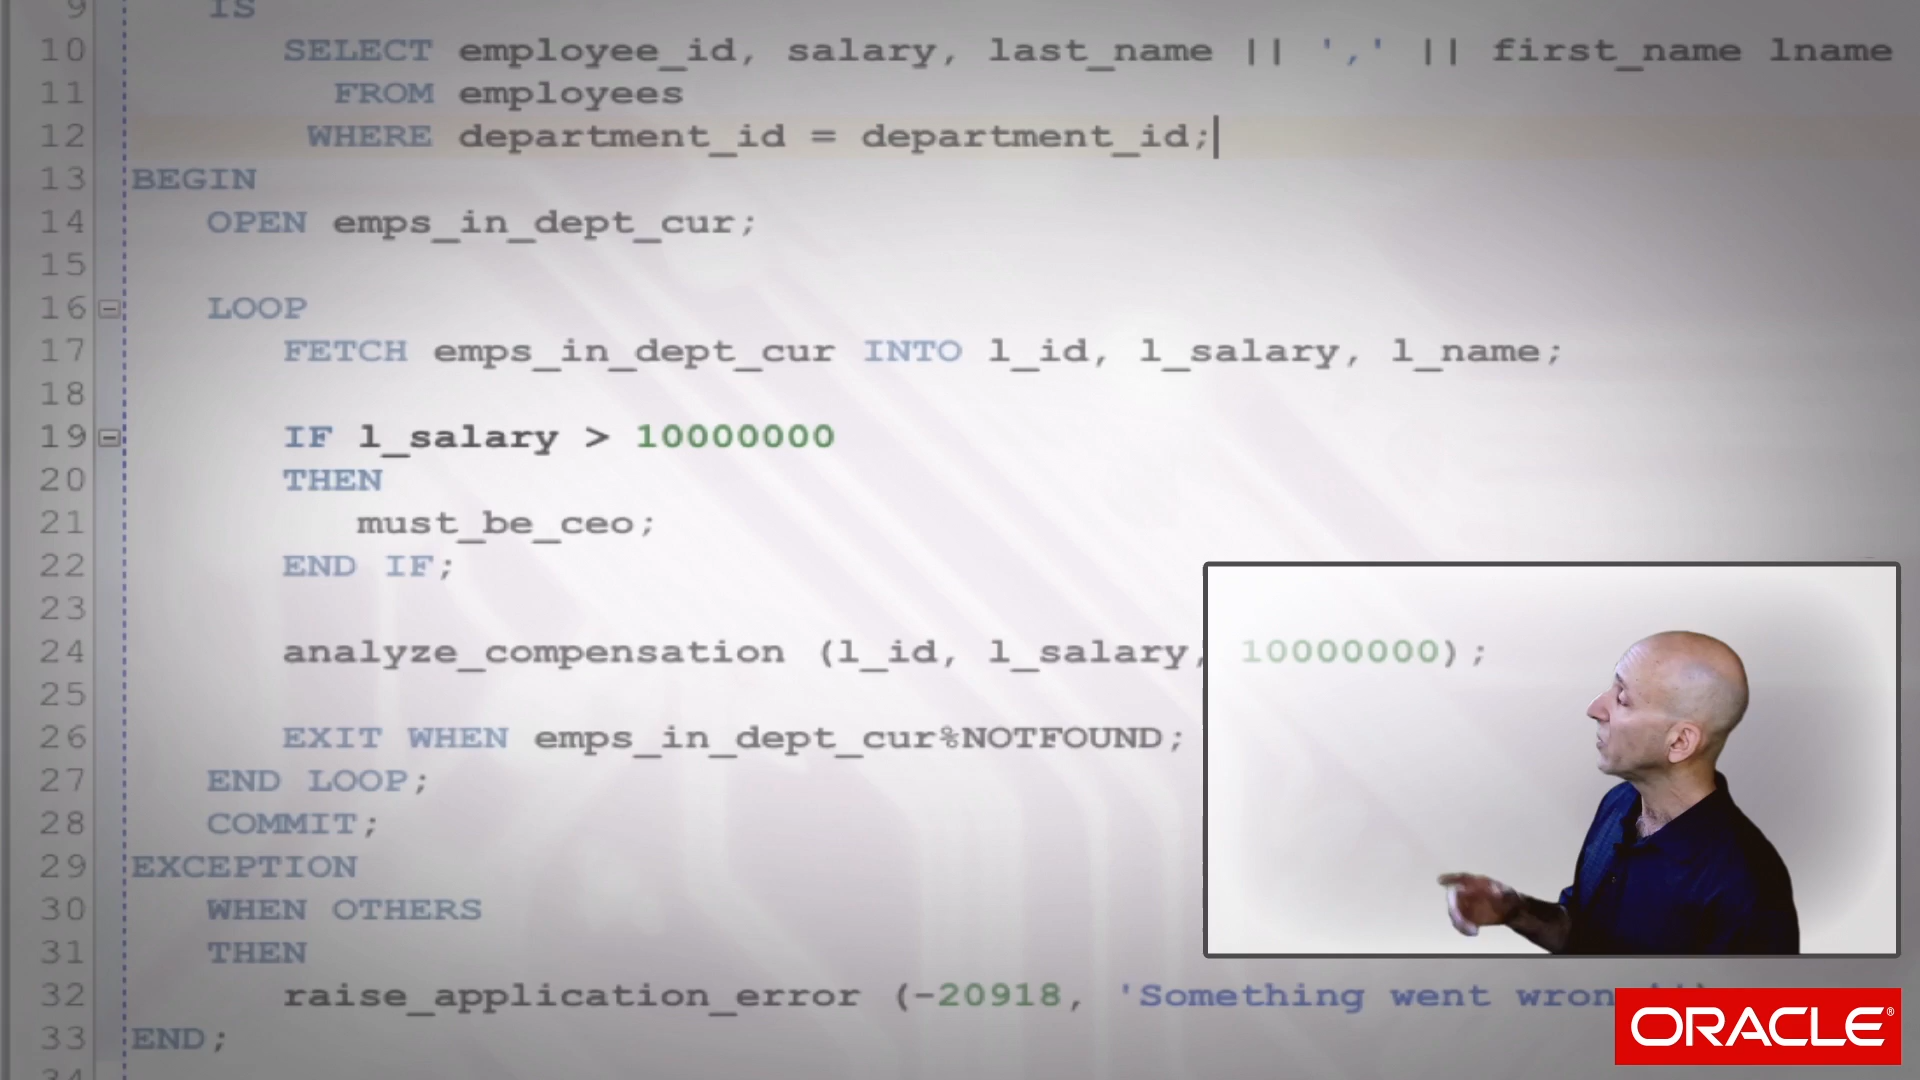 9 IS
10 SELECT employee_id, salary, last_name || ',' || first_name lname
11 FROM employees
12 WHERE department_id = department_id;
13 BEGIN
14 OPEN emps_in_dept_cur;
15
16 LOOP
17 FETCH emps_in_dept_cur INTO l_id, l_salary, l_name;
18
19 IF l_salary > 10000000
20 THEN
21 must_be_ceo;
22 END IF;
23
24 analyze_compensation (l_id, l_salary, 10000000);
25
26 EXIT WHEN emps_in_dept_cur%NOTFOUND;
27 END LOOP;
28 COMMIT;
29 EXCEPTION
30 WHEN OTHERS
31 THEN
32 raise_application_error (-20918, 'Something went wron
33 END;
34
ORACLE®